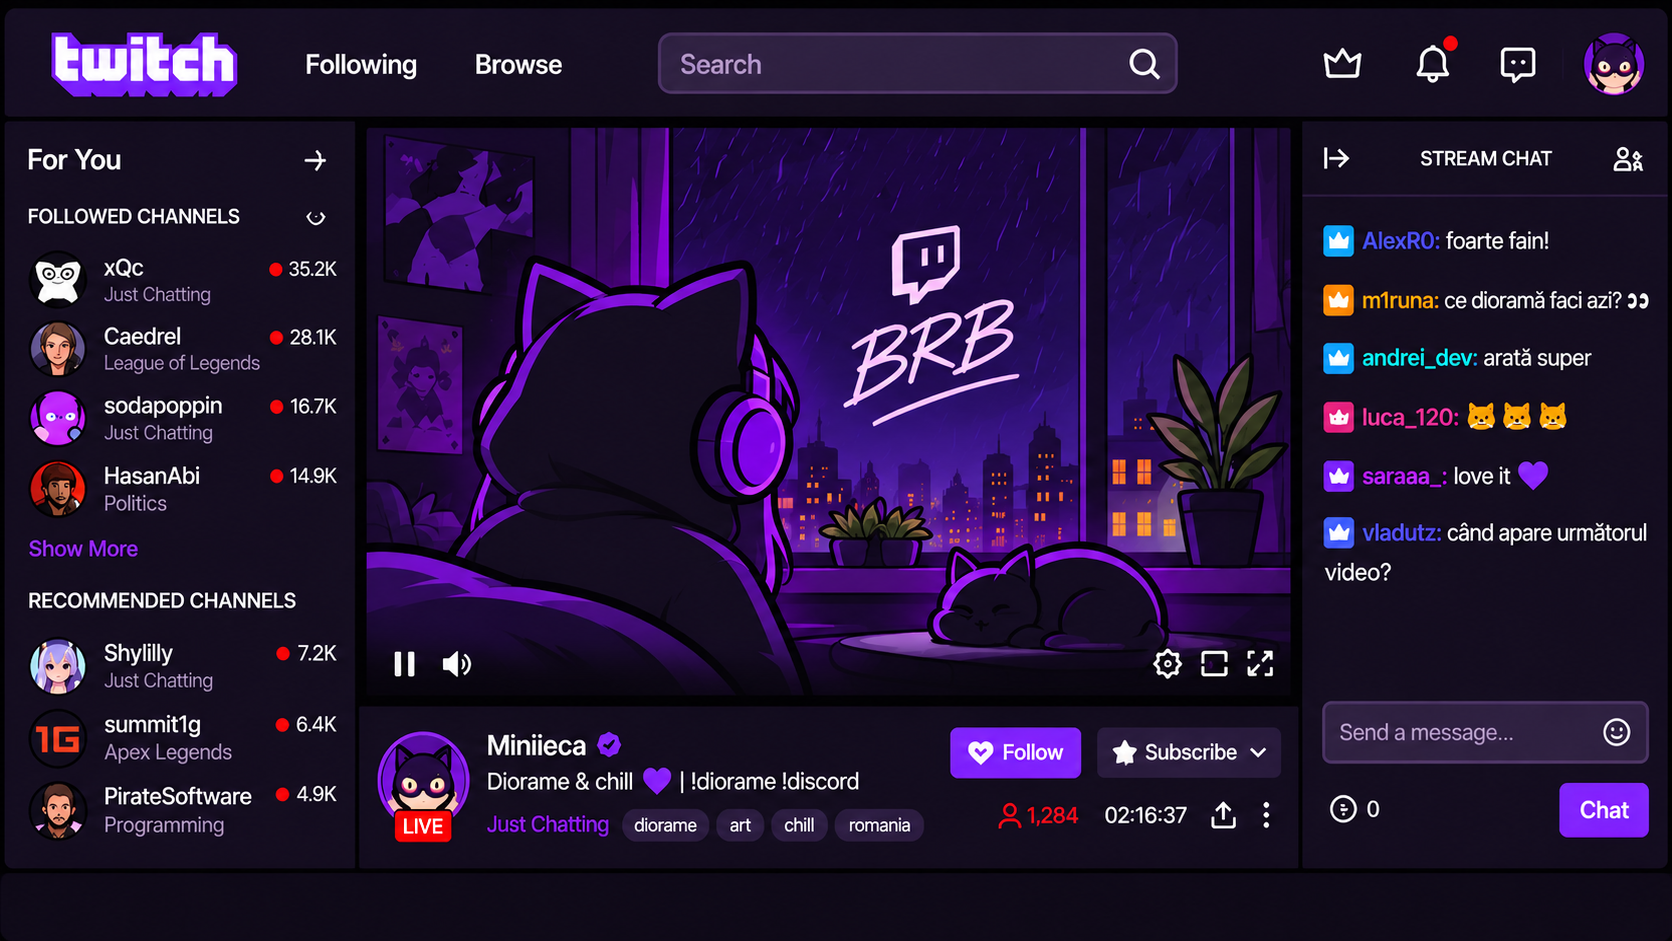 twitch
Following
Browse
Search
For You
FOLLOWED CHANNELS
xQc
35.2K
Just Chatting
Caedrel
28.1K
League of Legends
sodapoppin
16.7K
Just Chatting
HasanAbi
14.9K
Politics
Show More
RECOMMENDED CHANNELS
Shylilly
7.2K
Just Chatting
1G
summit1g
6.4K
Apex Legends
PirateSoftware
4.9K
Programming
BRB
Miniieca
Diorame & chill 💜 | !diorame !discord
LIVE
Just Chatting
diorame
art
chill
romania
Follow
Subscribe
1,284
02:16:37
STREAM CHAT
AlexR0: foarte fain!
m1runa: ce dioramă faci azi? 👀
andrei_dev: arată super
luca_120: 🐱 🐱 🐱
saraaa_: love it 💜
vladutz: când apare următorul
video?
Send a message...
0
Chat